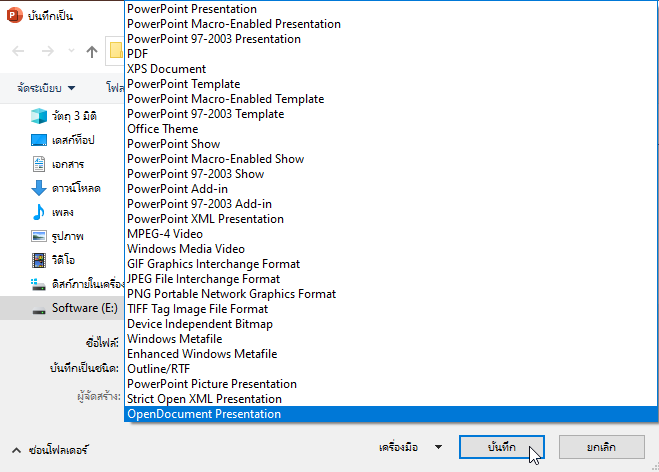 บันทึกเป็น
จัดระเบียบ
โฟล
วัตถุ 3 มิติ
เดสก์ท็อป
เอกสาร
ดาวน์โหลด
เพลง
รูปภาพ
วิดีโอ
ดิสก์ภายในเครื่อง
Software (E:)
PowerPoint Presentation
PowerPoint Macro-Enabled Presentation
PowerPoint 97-2003 Presentation
PDF
XPS Document
PowerPoint Template
PowerPoint Macro-Enabled Template
PowerPoint 97-2003 Template
Office Theme
PowerPoint Show
PowerPoint Macro-Enabled Show
PowerPoint 97-2003 Show
PowerPoint Add-in
PowerPoint 97-2003 Add-in
PowerPoint XML Presentation
MPEG-4 Video
Windows Media Video
GIF Graphics Interchange Format
JPEG File Interchange Format
PNG Portable Network Graphics Format
TIFF Tag Image File Format
Device Independent Bitmap
Windows Metafile
Enhanced Windows Metafile
Outline/RTF
PowerPoint Picture Presentation
Strict Open XML Presentation
OpenDocument Presentation
ชื่อไฟล์:
บันทึกเป็นชนิด:
ผู้จัดสร้าง:
ซ่อนโฟลเดอร์
เครื่องมือ
บันทึก
ยกเลิก